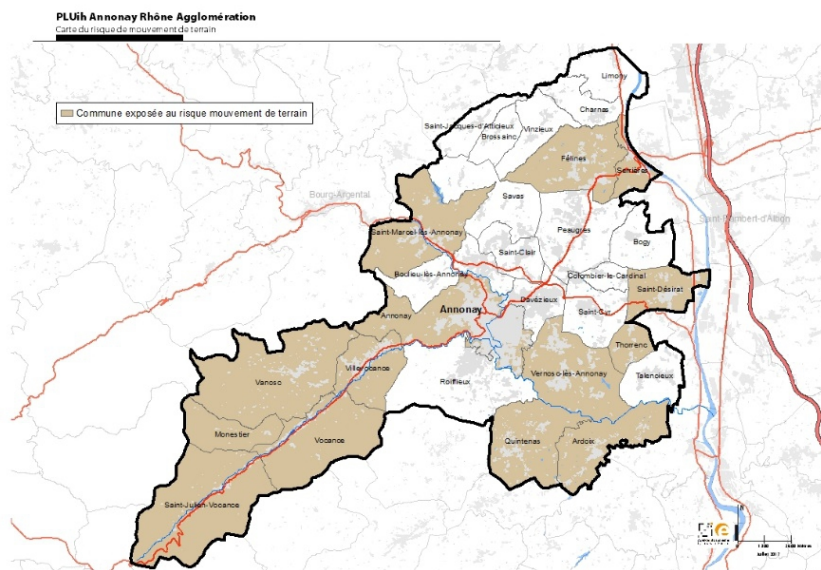 PLUih Annonay Rhône Agglomération
Carte du risque de mouvement de terrain
Commune exposée au risque mouvement de terrain
Limony
Charnas
Saint-Jacques-d'Atticieux
Vinzieux
Brossainc
Félines
Serrières
Bourg-Argental
Savas
Saint-Rambert-d'Albon
Peaugres
Saint-Marcel-lès-Annonay
Bogy
Saint-Clair
Boulieu-lès-Annonay
Colombier-le-Cardinal
Saint-Désirat
Davézieux
Annonay
Annonay
Saint-Cyr
Thorrenc
Villevocance
Vernosc-lès-Annonay
Talencieux
Vanosc
Roiffieux
Monestier
Vocance
Quintenas
Ardoix
Saint-Julien-Vocance